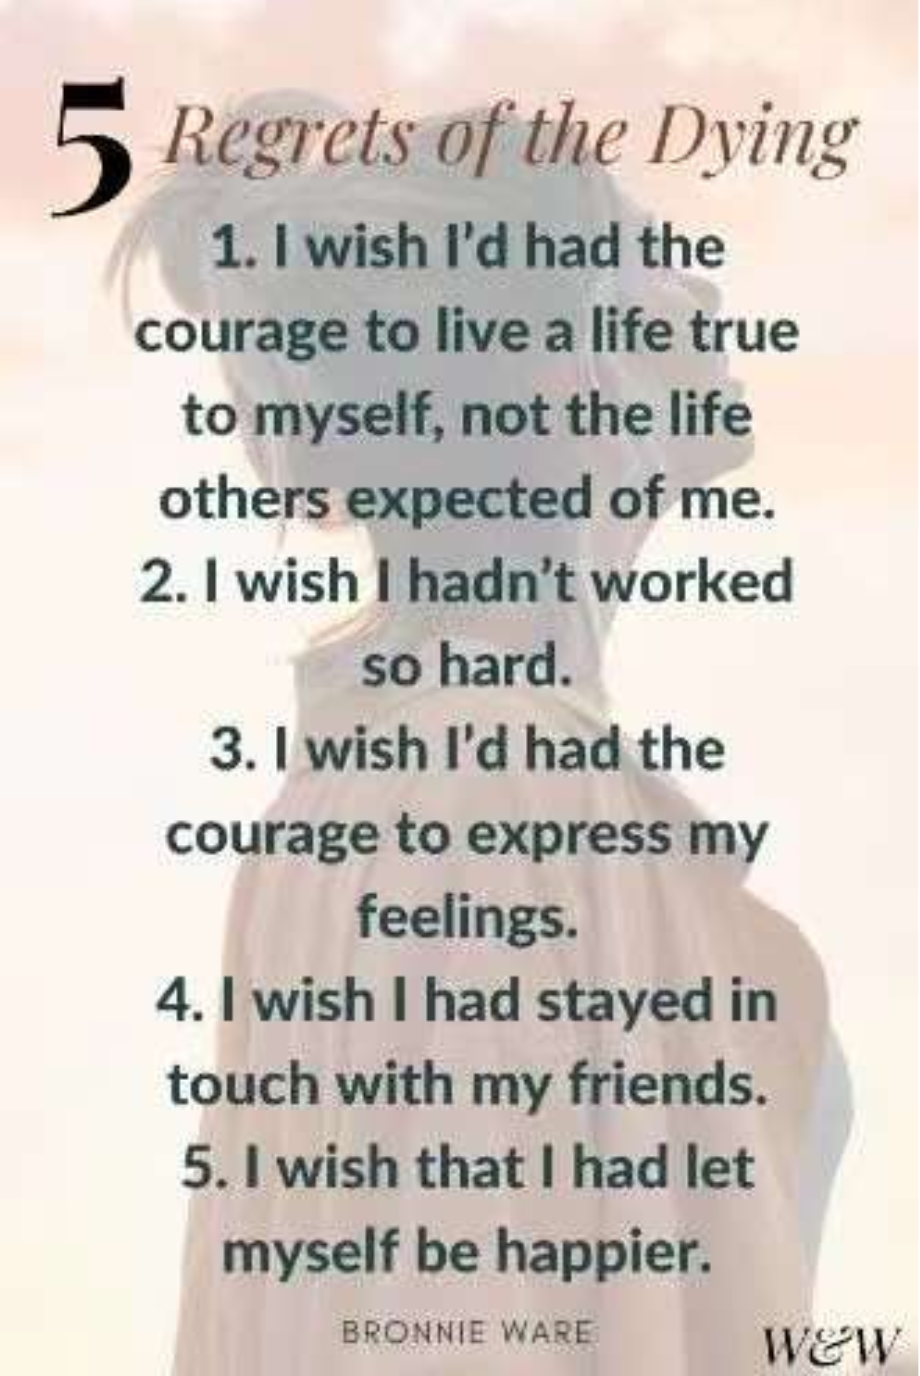 5 Regrets of the Dying
1. I wish I’d had the
courage to live a life true
to myself, not the life
others expected of me.
2. I wish I hadn’t worked
so hard.
3. I wish I’d had the
courage to express my
feelings.
4. I wish I had stayed in
touch with my friends.
5. I wish that I had let
myself be happier.
BRONNIE WARE
W&W